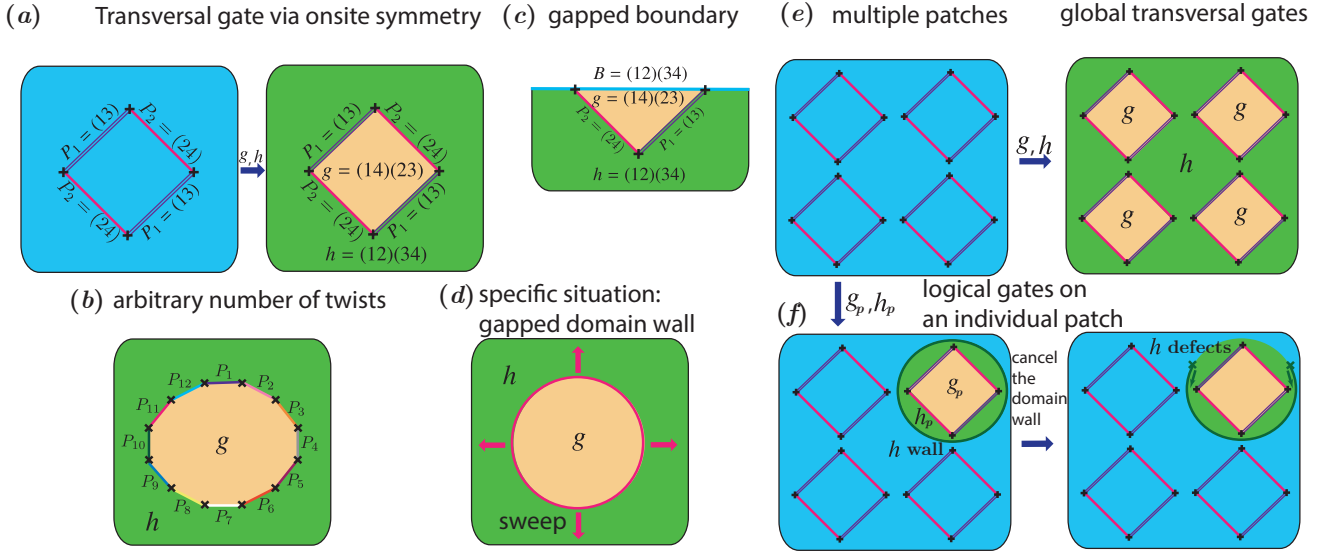 (a) Transversal gate via onsite symmetry
P₁ = (13)
P₂ = (24)
P₂ = (24)
P₁ = (13)
g,h
P₁ = (13)
P₂ = (24)
g = (14)(23)
P₂ = (24)
P₁ = (13)
h = (12)(34)
(b) arbitrary number of twists
P₁₂
P₁
P₂
P₁₁
P₃
P₁₀
g
P₄
P₉
P₅
P₈
P₇
P₆
h
(c) gapped boundary
B = (12)(34)
g = (14)(23)
P₂ = (24)
P₁ = (13)
h = (12)(34)
(d) specific situation:
gapped domain wall
h
g
sweep
(e) multiple patches
global transversal gates
g,h
g
g
h
g
g
gₚ,hₚ
(f)
logical gates on
an individual patch
gₚ
hₚ
h wall
cancel
the
domain
wall
h defects